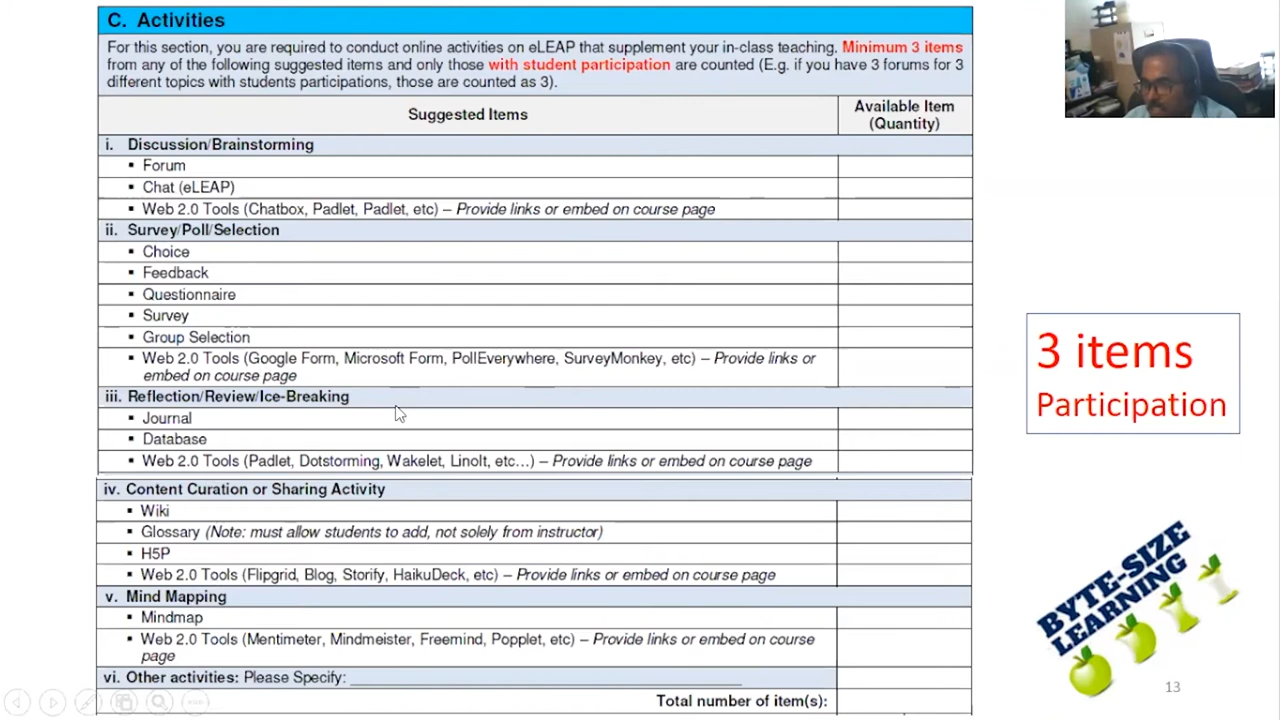 C. Activities
For this section, you are required to conduct online activities on eLEAP that supplement your in-class teaching. Minimum 3 items
from any of the following suggested items and only those with student participation are counted (E.g. if you have 3 forums for 3
different topics with students participations, those are counted as 3).
Suggested Items
Available Item
(Quantity)
i. Discussion/Brainstorming
▪ Forum
▪ Chat (eLEAP)
▪ Web 2.0 Tools (Chatbox, Padlet, Padlet, etc) – Provide links or embed on course page
ii. Survey/Poll/Selection
▪ Choice
▪ Feedback
▪ Questionnaire
▪ Survey
▪ Group Selection
▪ Web 2.0 Tools (Google Form, Microsoft Form, PollEverywhere, SurveyMonkey, etc) – Provide links or
embed on course page
iii. Reflection/Review/Ice-Breaking
▪ Journal
▪ Database
▪ Web 2.0 Tools (Padlet, Dotstorming, Wakelet, Linolt, etc...) – Provide links or embed on course page
iv. Content Curation or Sharing Activity
▪ Wiki
▪ Glossary (Note: must allow students to add, not solely from instructor)
▪ H5P
▪ Web 2.0 Tools (Flipgrid, Blog, Storify, HaikuDeck, etc) – Provide links or embed on course page
v. Mind Mapping
▪ Mindmap
▪ Web 2.0 Tools (Mentimeter, Mindmeister, Freemind, Popplet, etc) – Provide links or embed on course
page
vi. Other activities: Please Specify:
Total number of item(s):
3 items
Participation
BYTE-SIZE
LEARNING
13